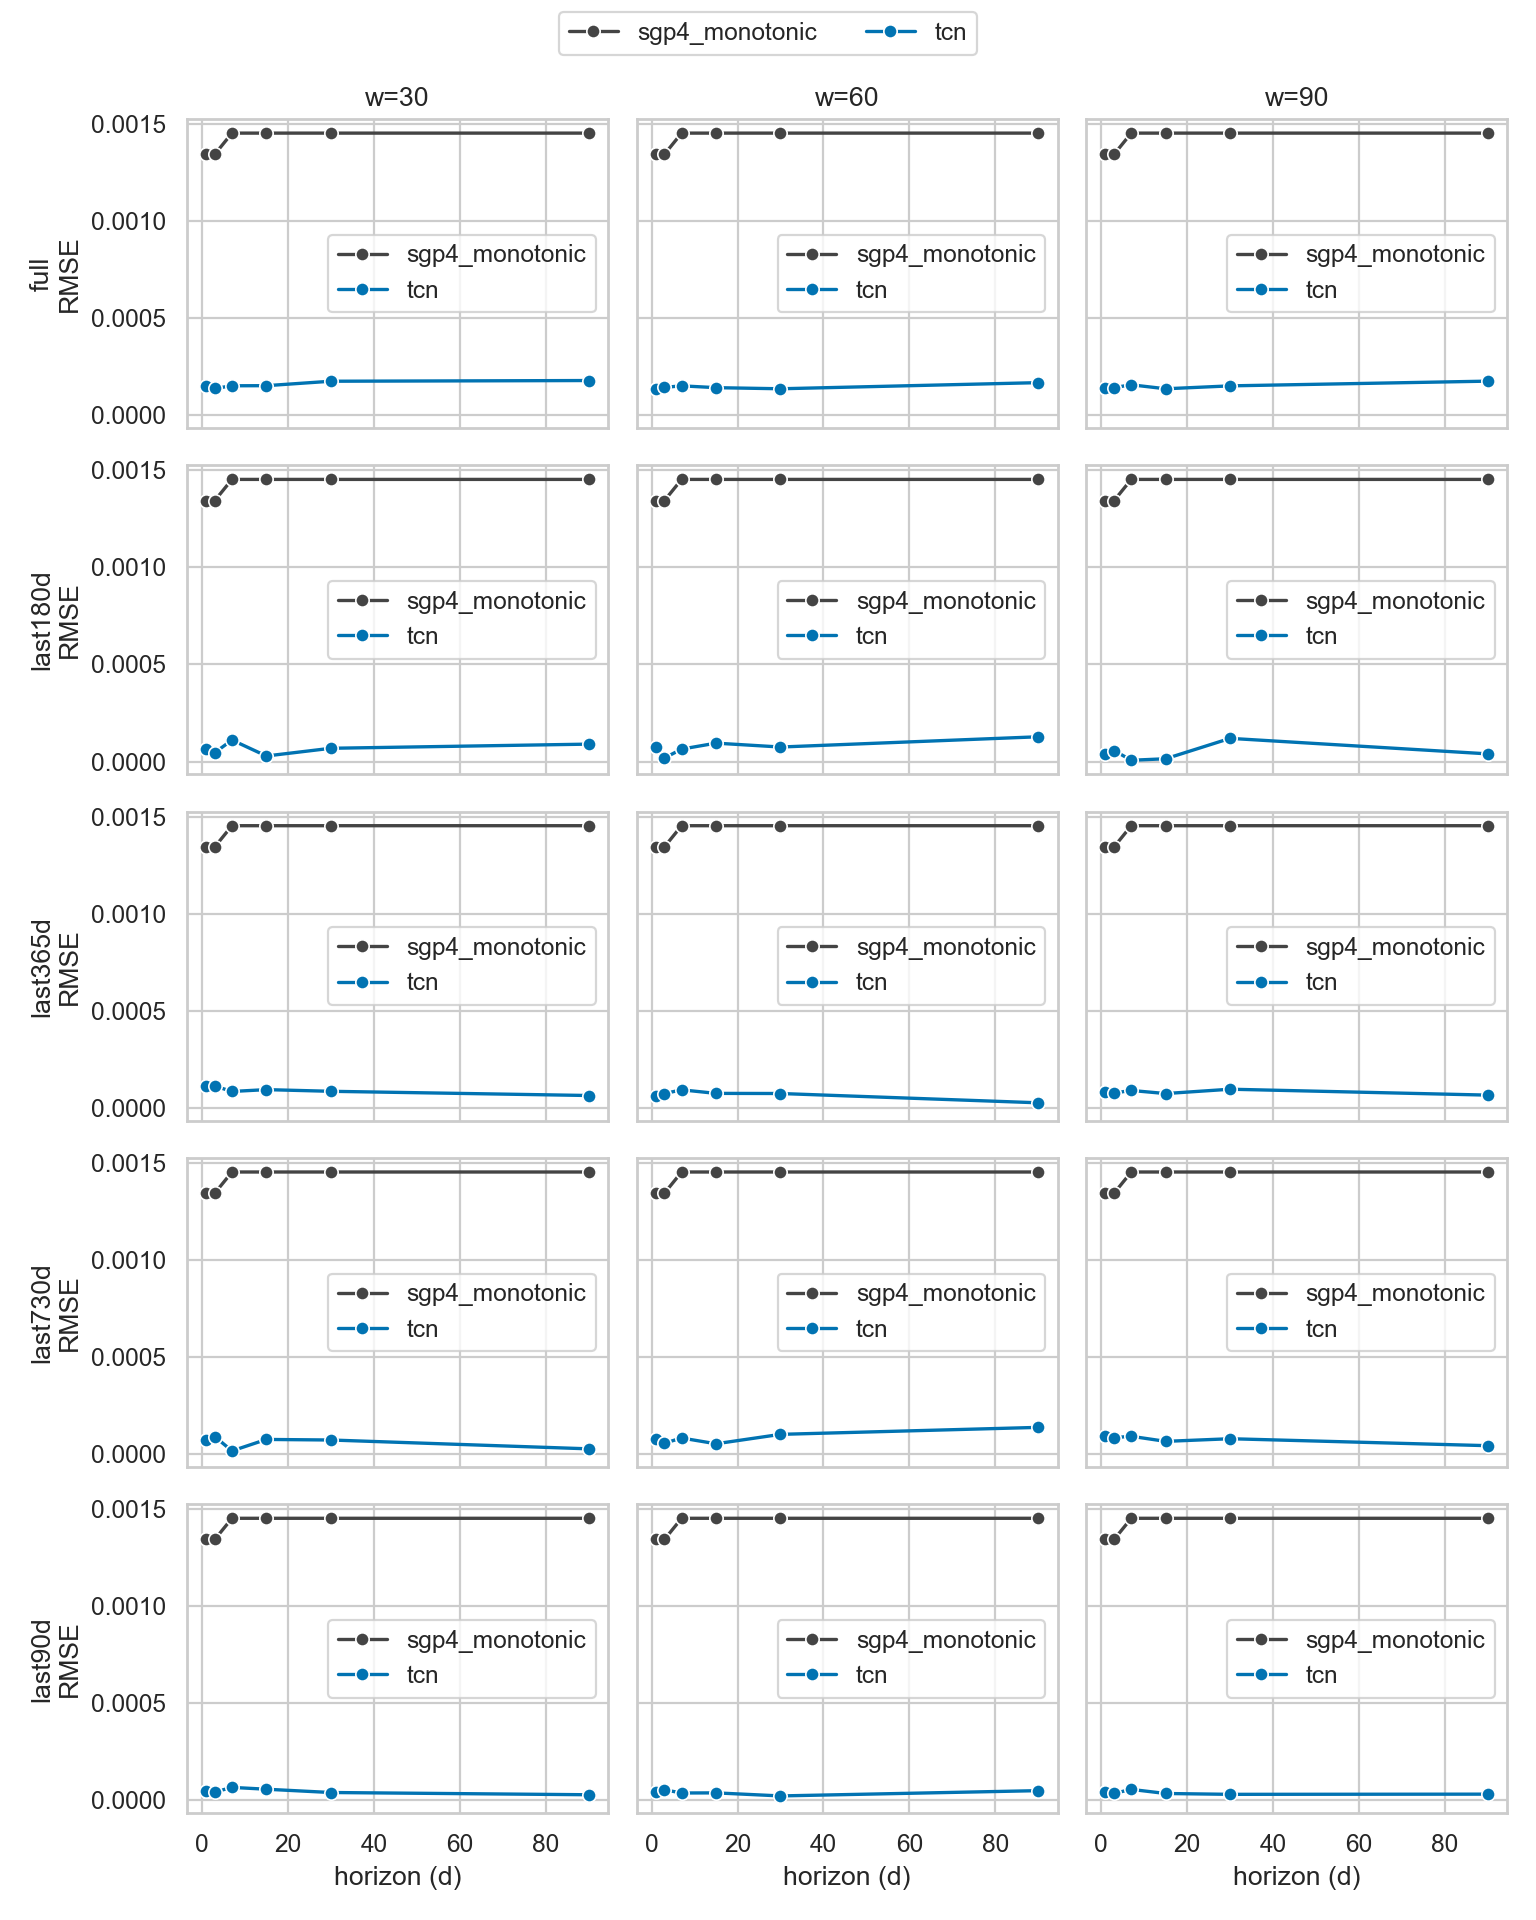 sgp4_monotonic tcn
w=30 w=60 w=90
0.0015
0.0010
0.0005
0.0000
full
RMSE
sgp4_monotonic
tcn
sgp4_monotonic
tcn
sgp4_monotonic
tcn
0.0015
0.0010
0.0005
0.0000
last180d
RMSE
sgp4_monotonic
tcn
sgp4_monotonic
tcn
sgp4_monotonic
tcn
0.0015
0.0010
0.0005
0.0000
last365d
RMSE
sgp4_monotonic
tcn
sgp4_monotonic
tcn
sgp4_monotonic
tcn
0.0015
0.0010
0.0005
0.0000
last730d
RMSE
sgp4_monotonic
tcn
sgp4_monotonic
tcn
sgp4_monotonic
tcn
0.0015
0.0010
0.0005
0.0000
last90d
RMSE
sgp4_monotonic
tcn
sgp4_monotonic
tcn
sgp4_monotonic
tcn
0 20 40 60 80 0 20 40 60 80 0 20 40 60 80
horizon (d) horizon (d) horizon (d)